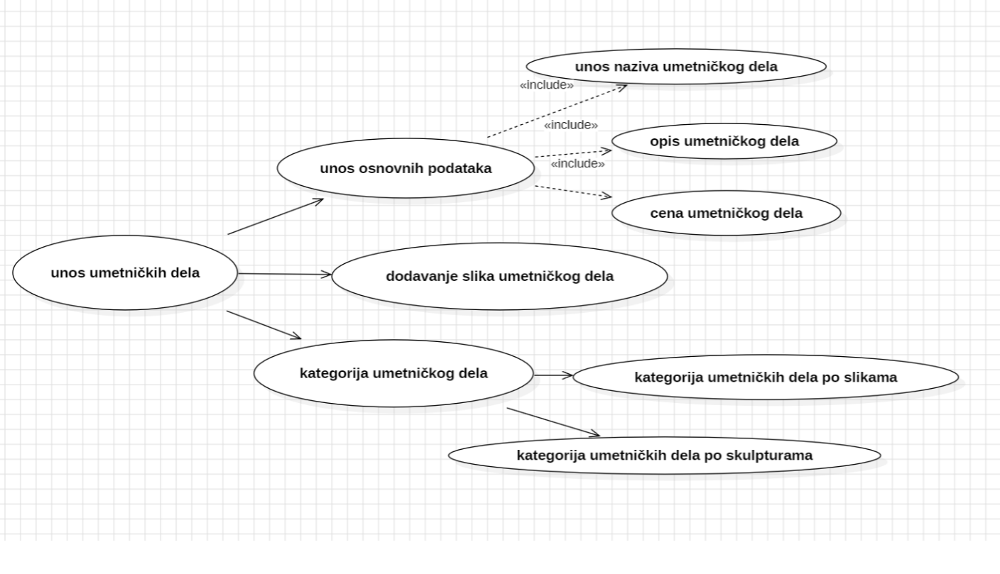 unos naziva umetničkog dela
«include»
«include»
opis umetničkog dela
«include»
unos osnovnih podataka
cena umetničkog dela
unos umetničkih dela
dodavanje slika umetničkog dela
kategorija umetničkog dela
kategorija umetničkih dela po slikama
kategorija umetničkih dela po skulpturama